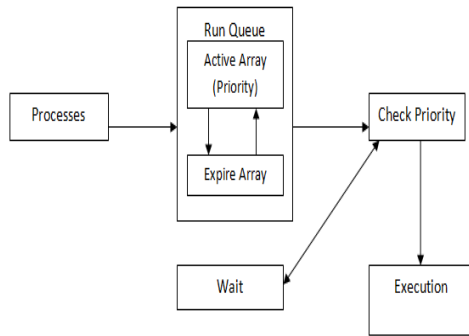 Run Queue
Active Array
(Priority)
Processes
Check Priority
Expire Array
Wait
Execution